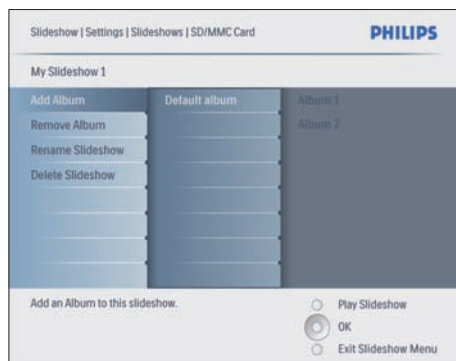 Slideshow | Settings | Slideshows | SD/MMC Card
PHILIPS
My Slideshow 1
Add Album
Default album
Album 1
Remove Album
Album 2
Rename Slideshow
Delete Slideshow
Add an Album to this slideshow.
Play Slideshow
OK
Exit Slideshow Menu